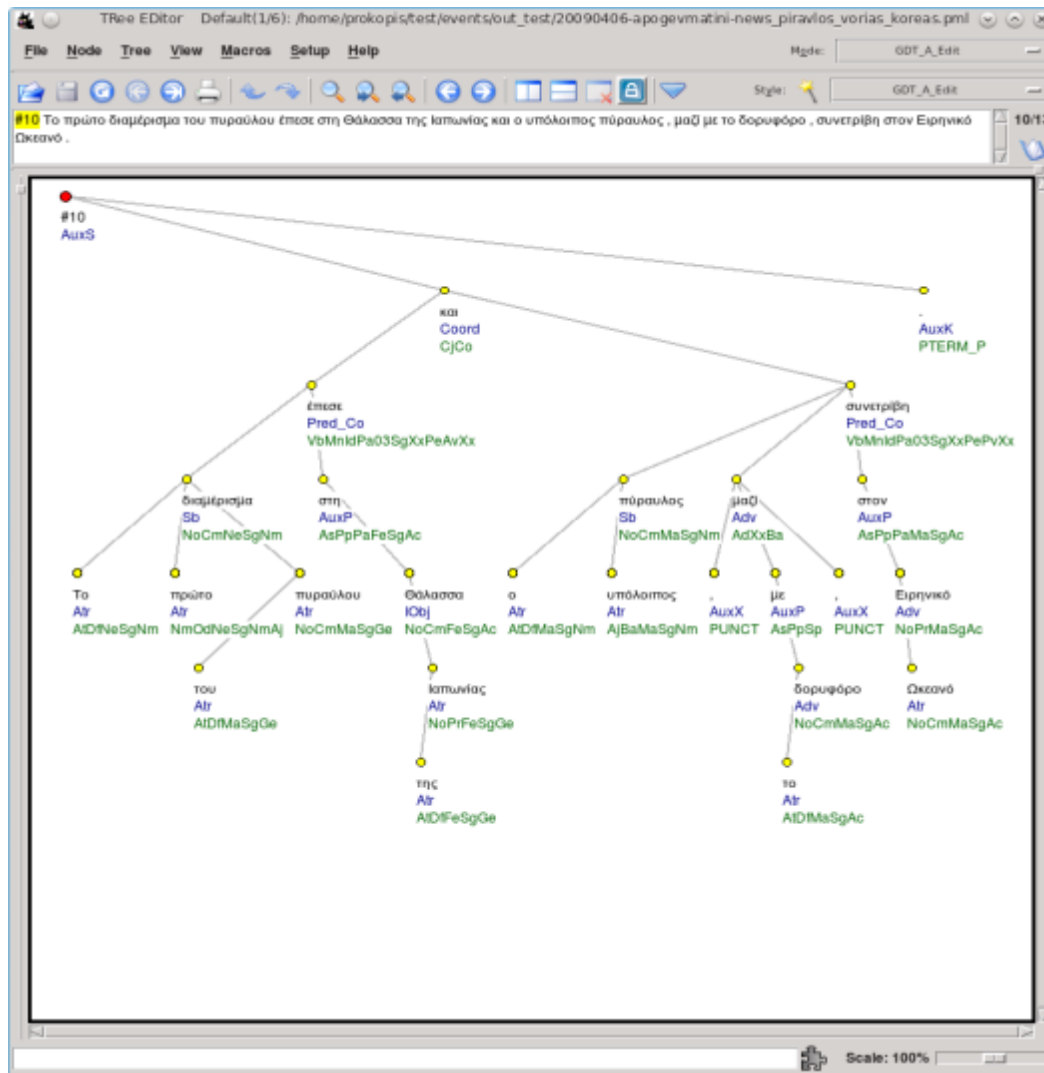 TRee EDitor Default(1/6): /home/prokopis/test/events/out_test/20090406-apogevmatini-news_piravlos_vorias_koreas.pml
File Node Tree View Macros Setup Help Mode: GDT_A_Edit
Style: GDT_A_Edit
#10 Το πρώτο διαμέρισμα του πυραύλου έπεσε στη Θάλασσα της Ιαπωνίας και ο υπόλοιπος πύραυλος , μαζί με το δορυφόρο , συνετρίβη στον Ειρηνικό
Ωκεανό .
10/13
#10
AuxS
και .
Coord AuxK
CjCo PTERM_P
έπεσε συνετρίβη
Pred_Co Pred_Co
VbMnIdPa03SgXxPeAvXx VbMnIdPa03SgXxPePvXx
διαμέρισμα στη πύραυλος μαζί στον
Sb AuxP Sb Adv AuxP
NoCmNeSgNm AsPpPaFeSgAc NoCmMaSgNm AdXxBa AsPpPaMaSgAc
Το πρώτο πυραύλου Θάλασσα ο υπόλοιπος , με , Ειρηνικό
Atr Atr Atr IObj Atr Atr AuxX AuxP AuxX Adv
AtDfNeSgNm NmOdNeSgNmAj NoCmMaSgGe NoCmFeSgAc AtDfMaSgNm AjBaMaSgNm PUNCT AsPpSp PUNCT NoPrMaSgAc
του Ιαπωνίας δορυφόρο Ωκεανό
Atr Atr Adv Atr
AtDfMaSgGe NoPrFeSgGe NoCmMaSgAc NoCmMaSgAc
της το
Atr Atr
AtDfFeSgGe AtDfMaSgAc
Scale: 100%